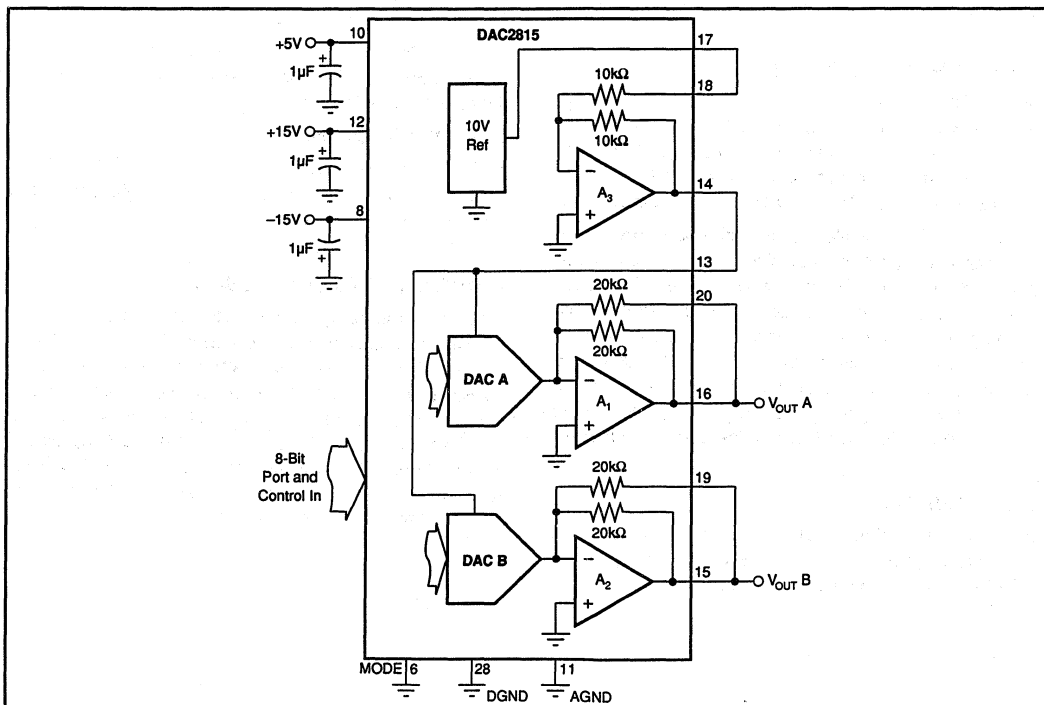 DAC2815
+5V
10
1µF
+
+15V
12
1µF
+
–15V
8
1µF
+
10V
Ref
17
10kΩ
18
10kΩ
–
A3
+
14
13
20kΩ
20
20kΩ
DAC A
–
A1
+
16
VOUT A
8-Bit
Port and
Control In
20kΩ
19
20kΩ
DAC B
–
A2
+
15
VOUT B
MODE
6
28
DGND
11
AGND